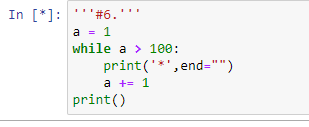 In [*]: '''#6.'''
a = 1
while a > 100:
    print('*',end="")
    a += 1
print()